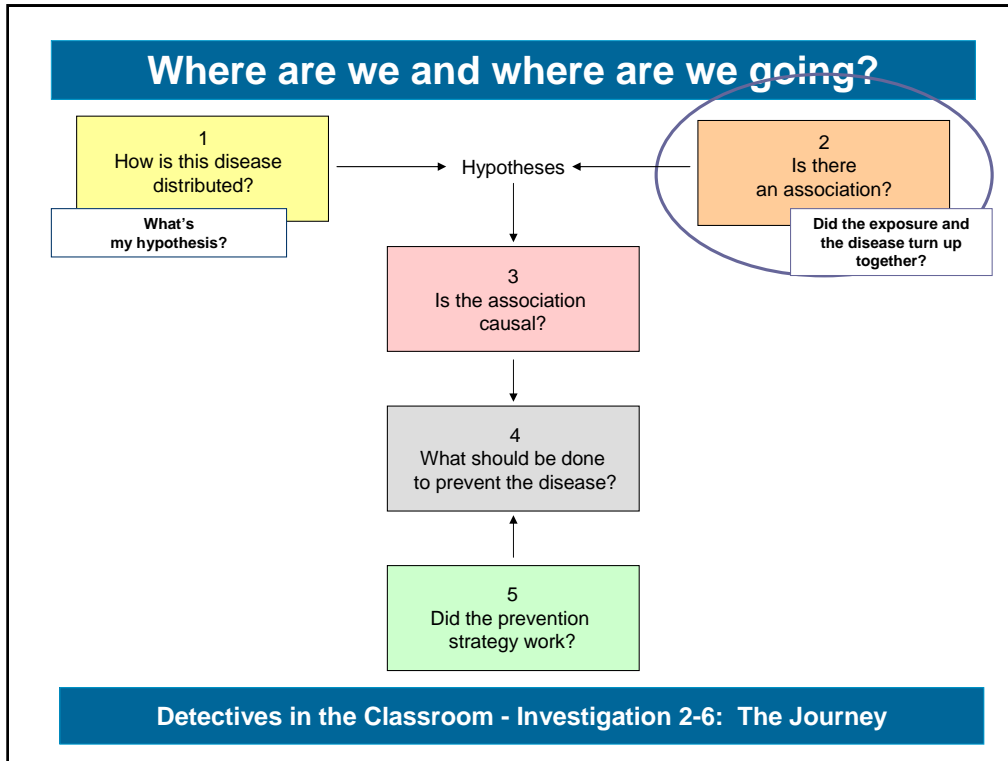 Where are we and where are we going?
1
How is this disease
distributed?
What's
my hypothesis?
Hypotheses
2
Is there
an association?
Did the exposure and
the disease turn up
together?
3
Is the association
causal?
4
What should be done
to prevent the disease?
5
Did the prevention
strategy work?
Detectives in the Classroom - Investigation 2-6:  The Journey